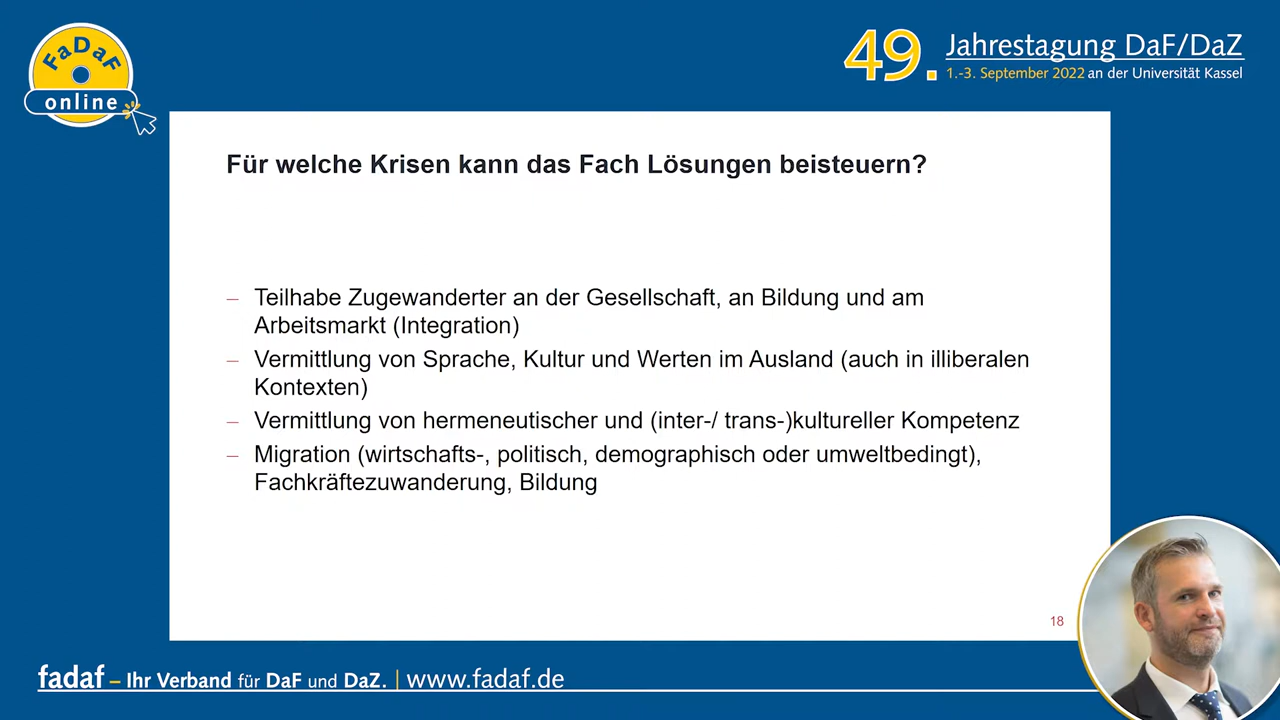 FaDaF
online
49. Jahrestagung DaF/DaZ
1.-3. September 2022 an der Universität Kassel
Für welche Krisen kann das Fach Lösungen beisteuern?
– Teilhabe Zugewanderter an der Gesellschaft, an Bildung und am
Arbeitsmarkt (Integration)
– Vermittlung von Sprache, Kultur und Werten im Ausland (auch in illiberalen
Kontexten)
– Vermittlung von hermeneutischer und (inter-/ trans-)kultureller Kompetenz
– Migration (wirtschafts-, politisch, demographisch oder umweltbedingt),
Fachkräftezuwanderung, Bildung
18
fadaf – Ihr Verband für DaF und DaZ. | www.fadaf.de